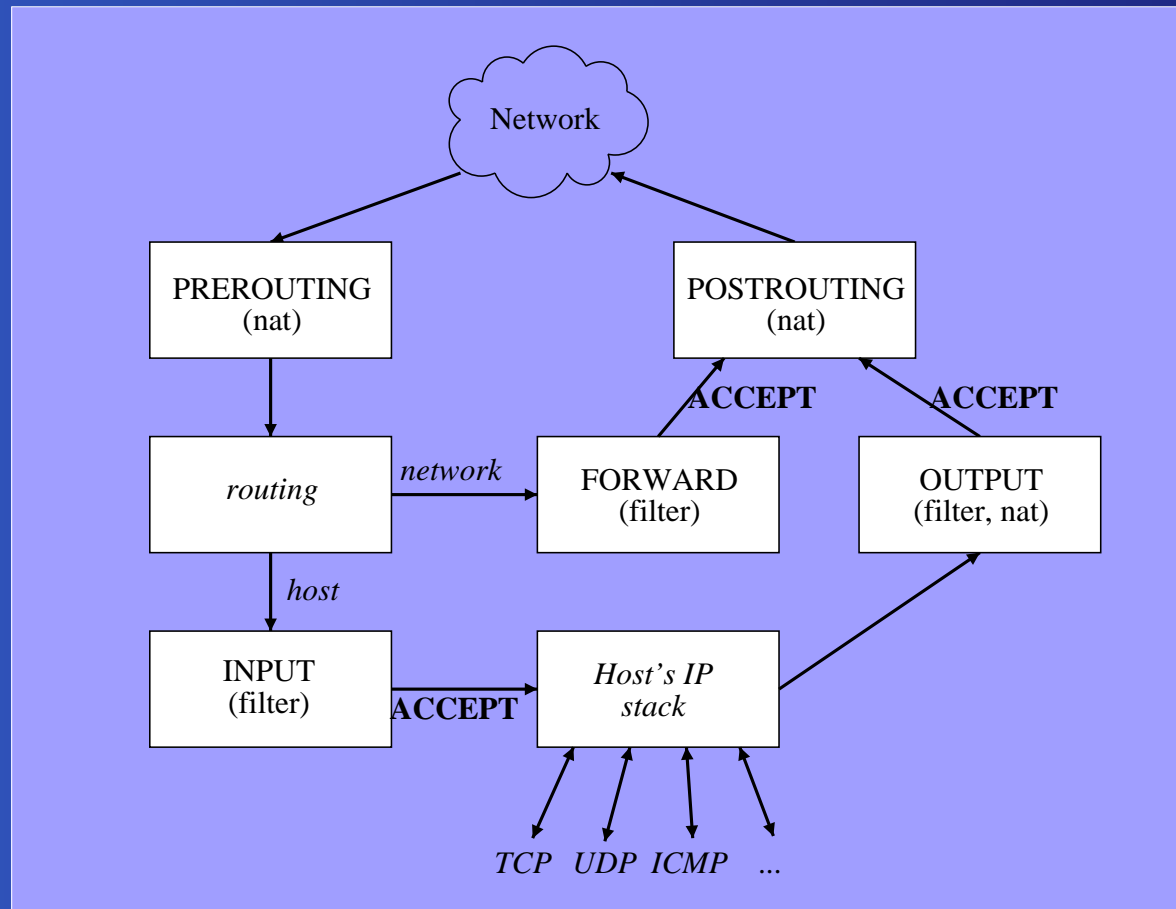 Network
PREROUTING
(nat)
POSTROUTING
(nat)
ACCEPT
ACCEPT
routing
network
FORWARD
(filter)
OUTPUT
(filter, nat)
host
INPUT
(filter)
ACCEPT
Host's IP
stack
TCP UDP ICMP ...